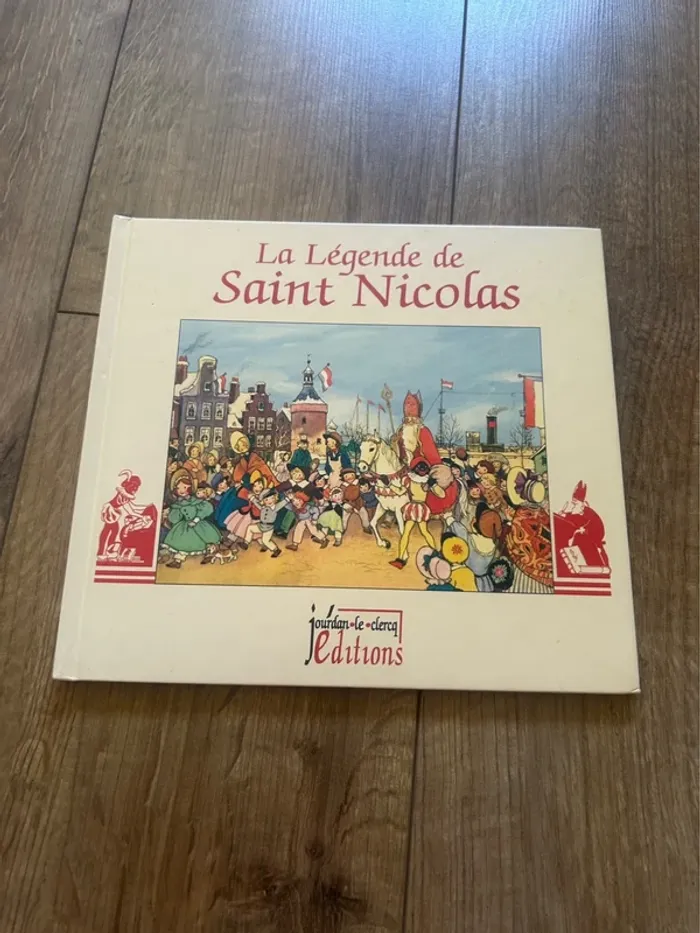 La Légende de
Saint Nicolas
jourdan•le•clercq
editions